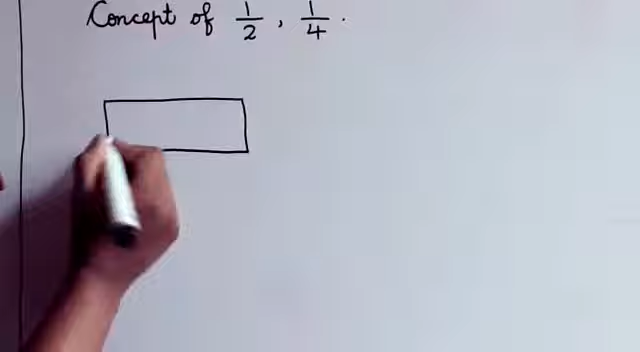 Concept of 1/2, 1/4.